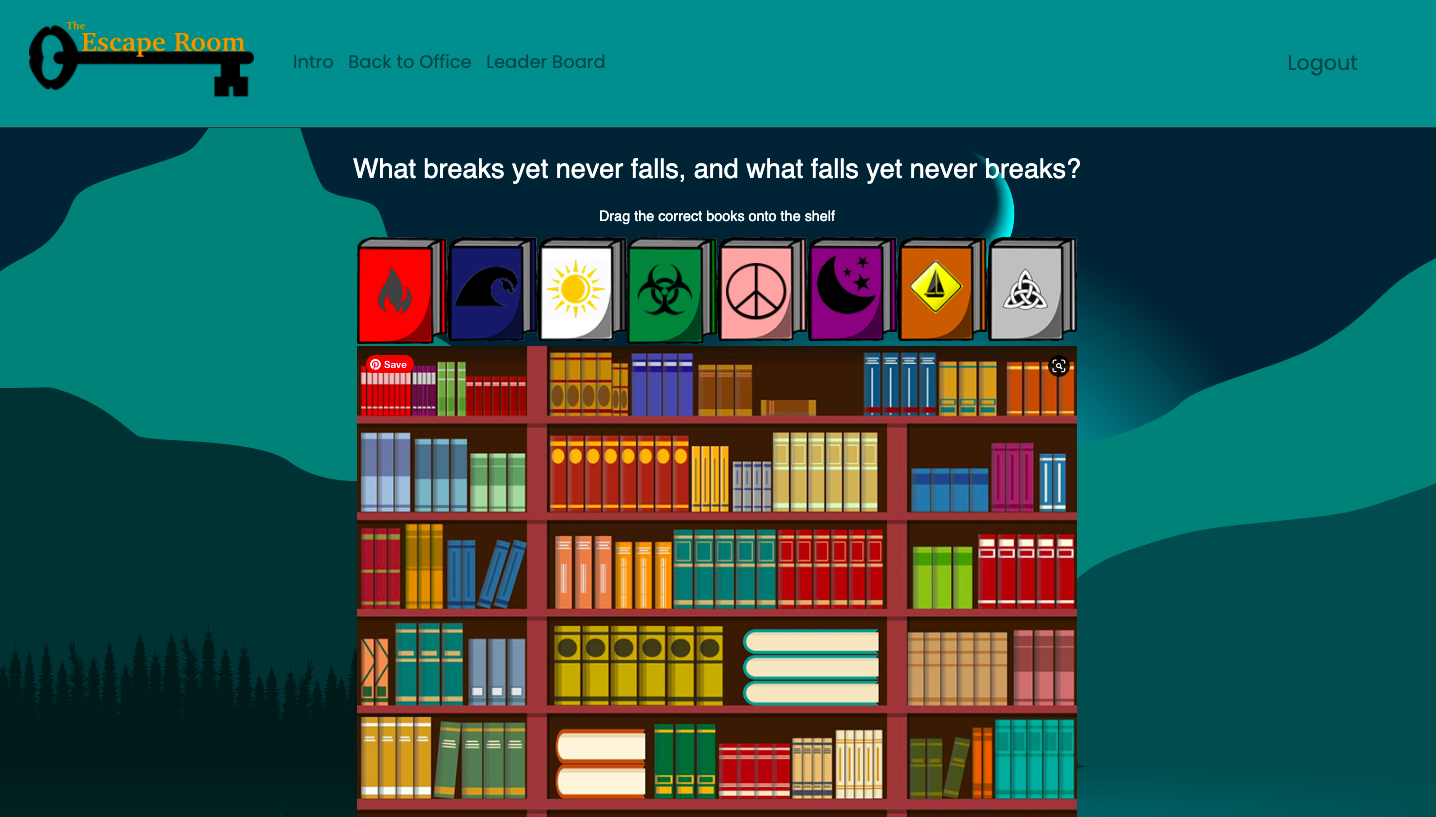 The
Escape Room
Intro Back to Office Leader Board
Logout
What breaks yet never falls, and what falls yet never breaks?
Drag the correct books onto the shelf
Save